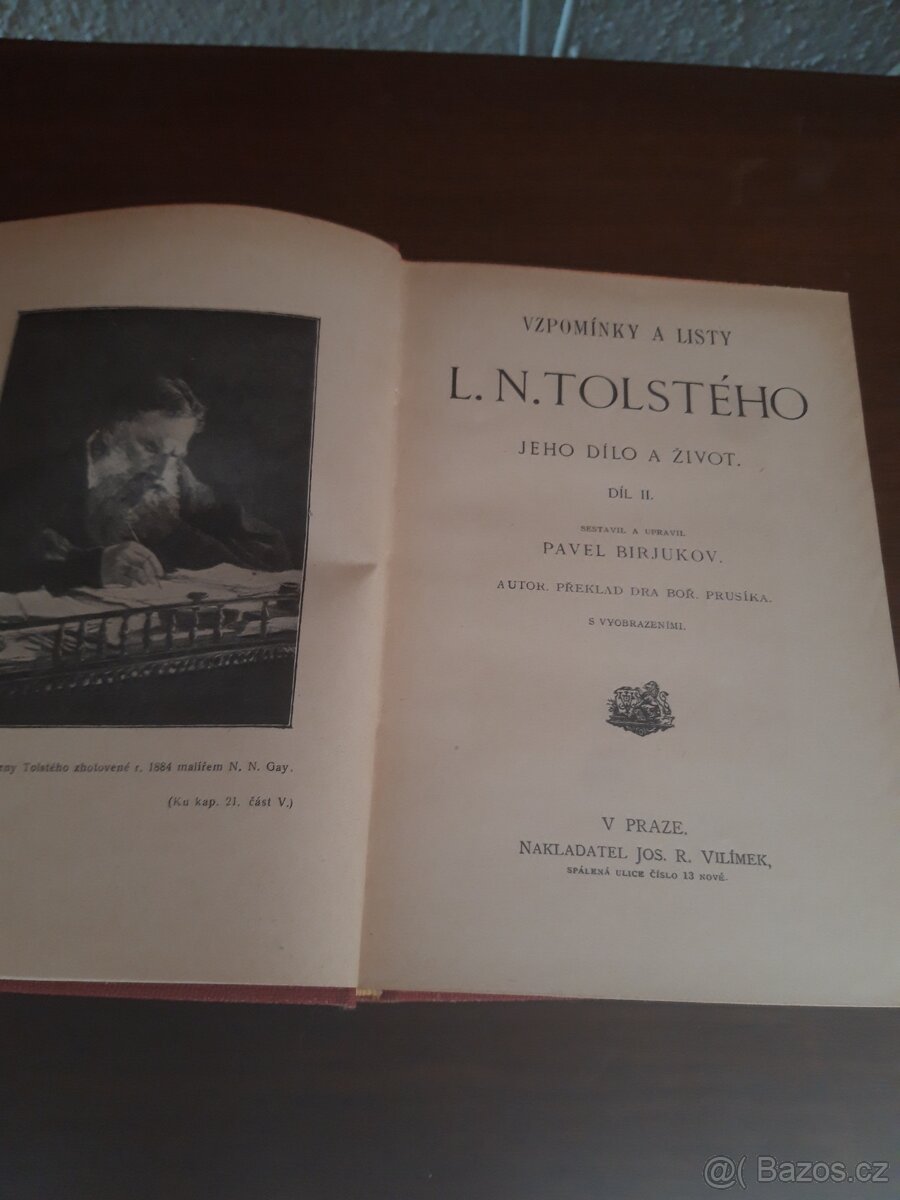 zhotovené r. 1884 malířem N. N. Gay.
(Ku kap. 21. část V.)
VZPOMÍNKY A LISTY
L. N. TOLSTÉHO
JEHO DÍLO A ŽIVOT.
DÍL II.
SESTAVIL A UPRAVIL
PAVEL BIRJUKOV.
AUTOR. PŘEKLAD DRA BOŘ. PRUSÍKA.
S VYOBRAZENÍMI.
V PRAZE.
NAKLADATEL JOS. R. VILÍMEK,
SPÁLENÁ ULICE ČÍSLO 13 NOVÉ.
@( Bazos.cz